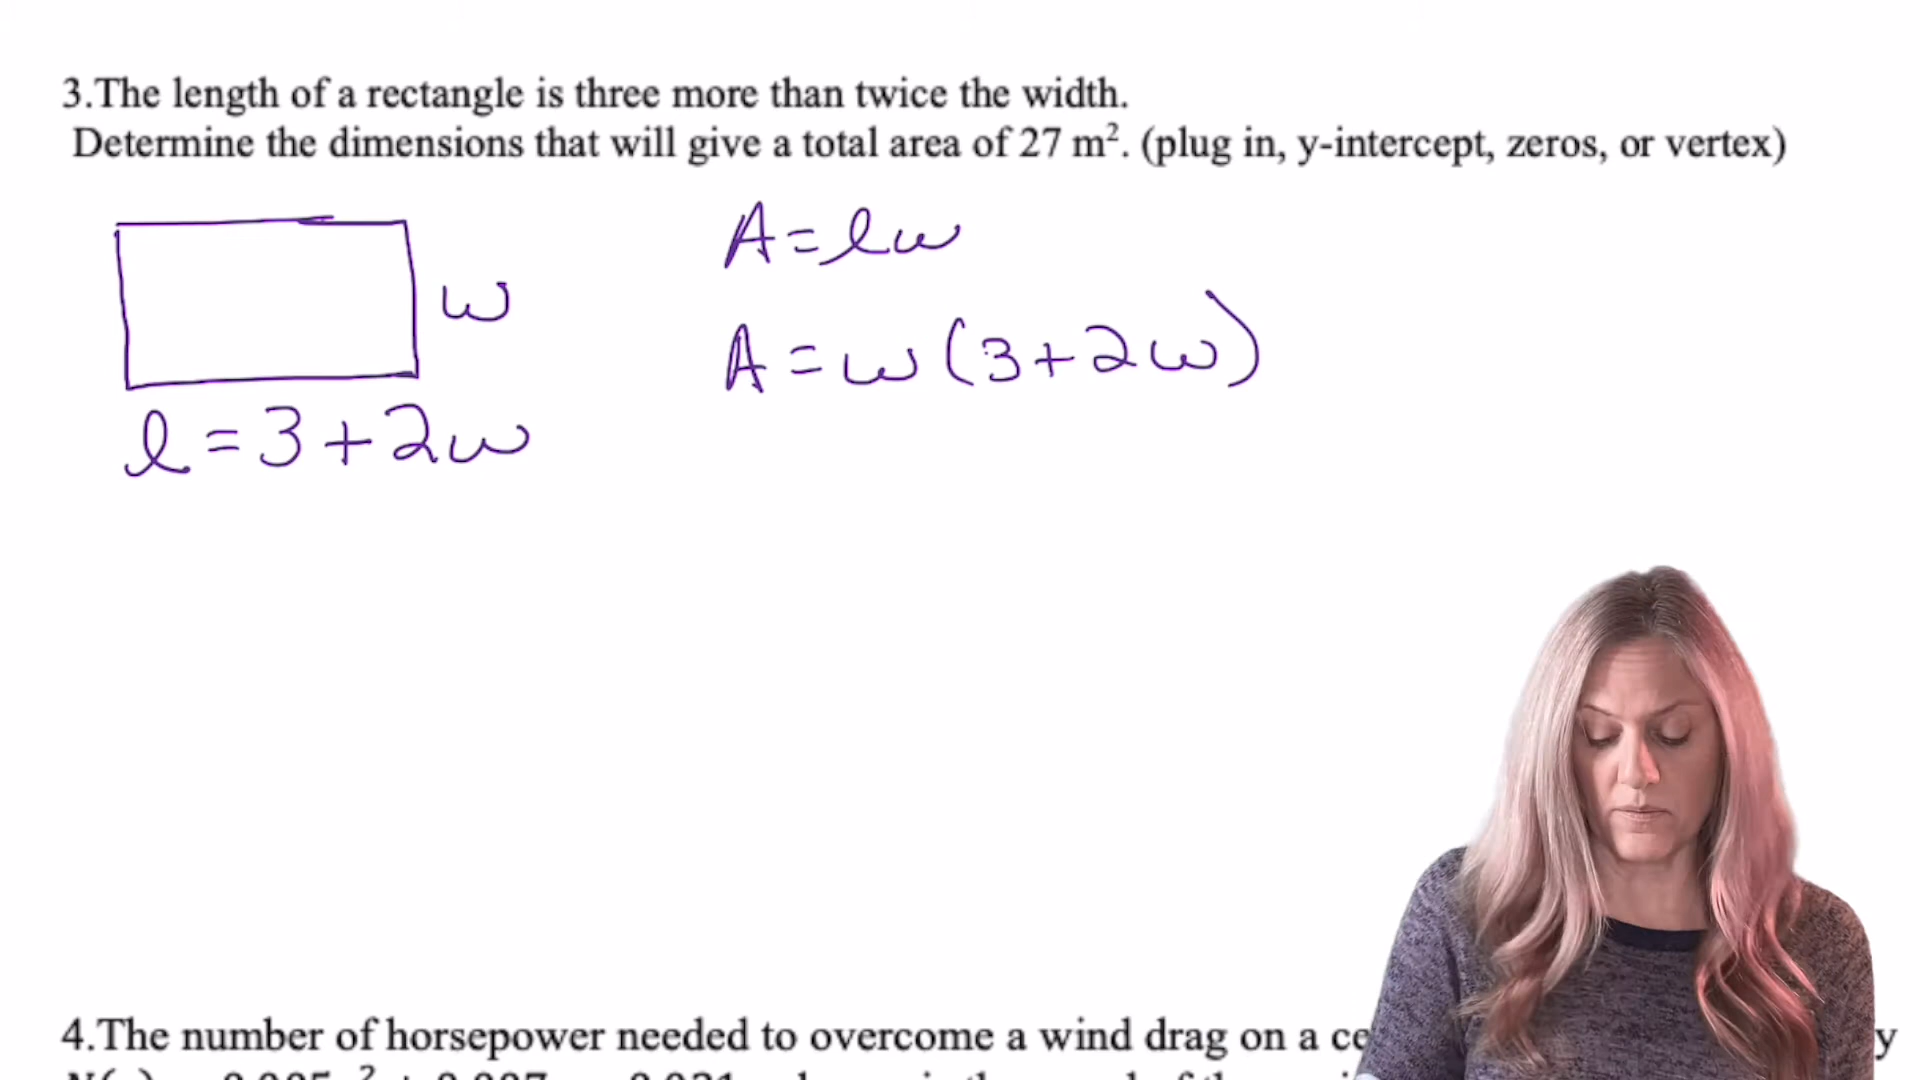 3.The length of a rectangle is three more than twice the width.
Determine the dimensions that will give a total area of 27 m². (plug in, y-intercept, zeros, or vertex)
A = lw
w
A = w(3+2w)
l = 3+2w
4.The number of horsepower needed to overcome a wind drag on a ce
y